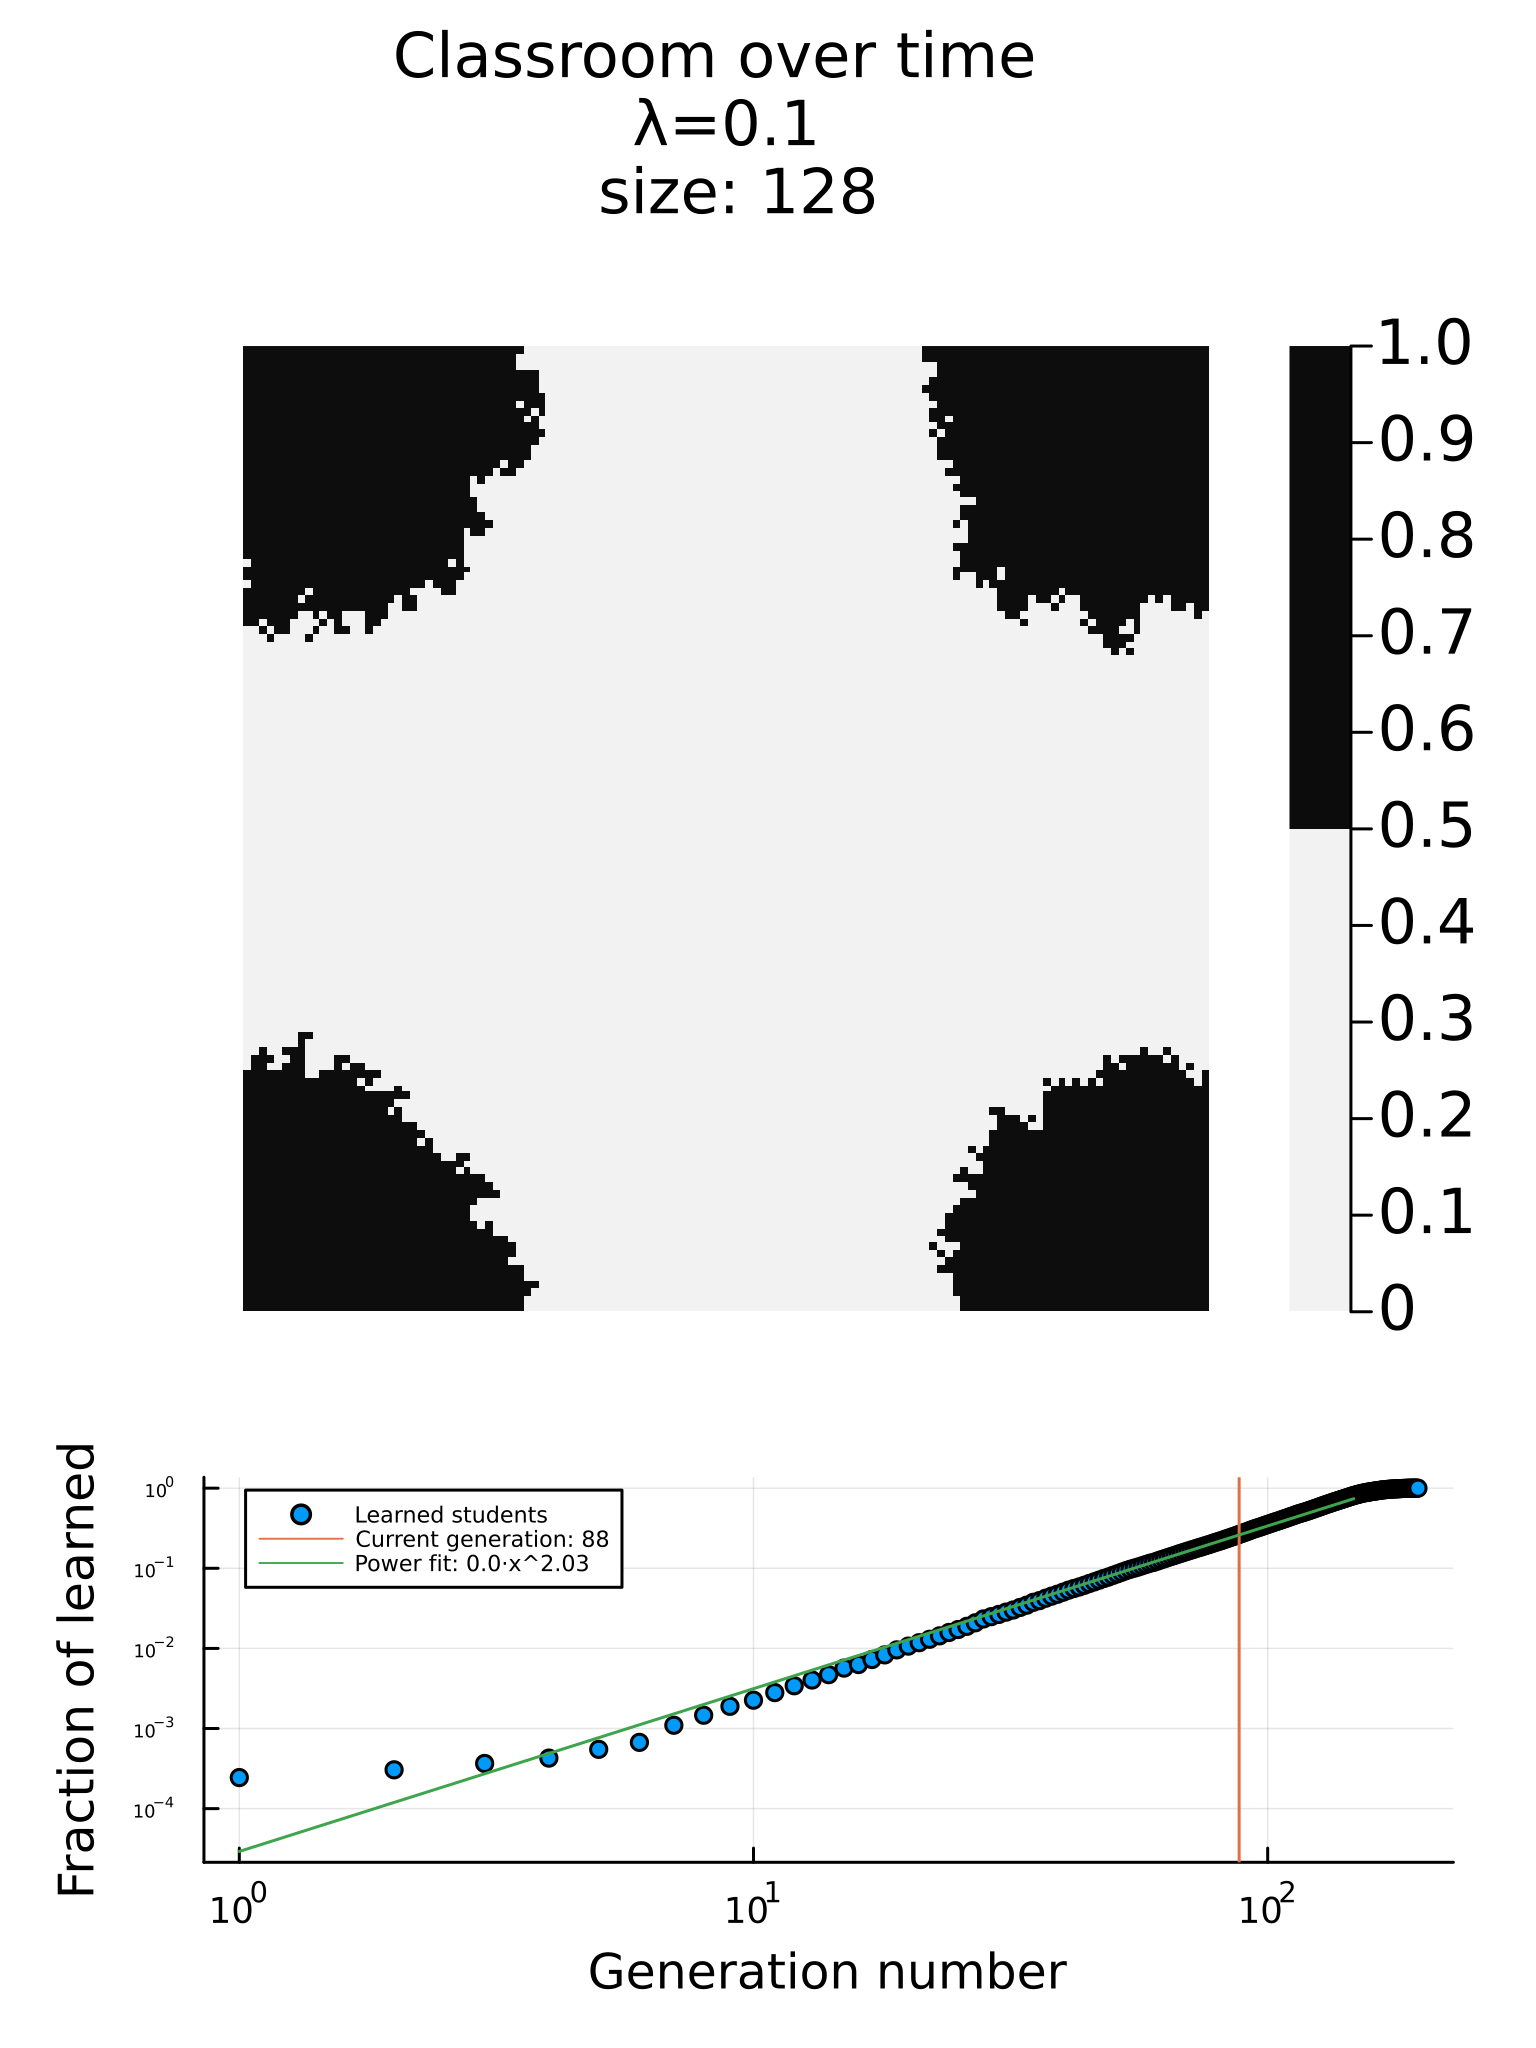 Classroom over time
λ=0.1
size: 128
1.0
0.9
0.8
0.7
0.6
0.5
0.4
0.3
0.2
0.1
0
Fraction of learned
10^0
10^-1
10^-2
10^-3
10^-4
Learned students
Current generation: 88
Power fit: 0.0·x^2.03
10^0 10^1 10^2
Generation number